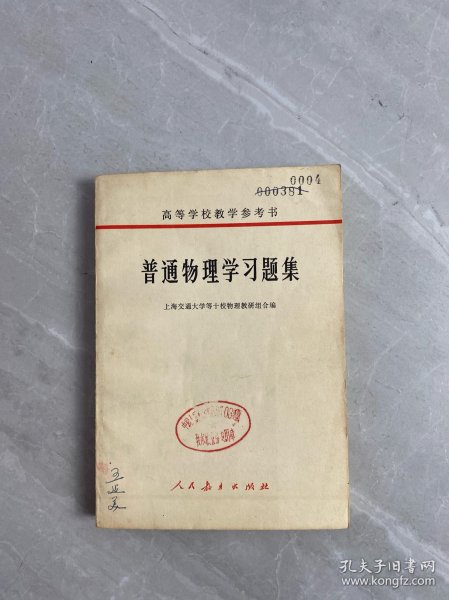 0004
000381
高等学校教学参考书
普通物理学习题集
上海交通大学等十校物理教研组合编
人民教育出版社
孔夫子旧书网
www.kongfz.com